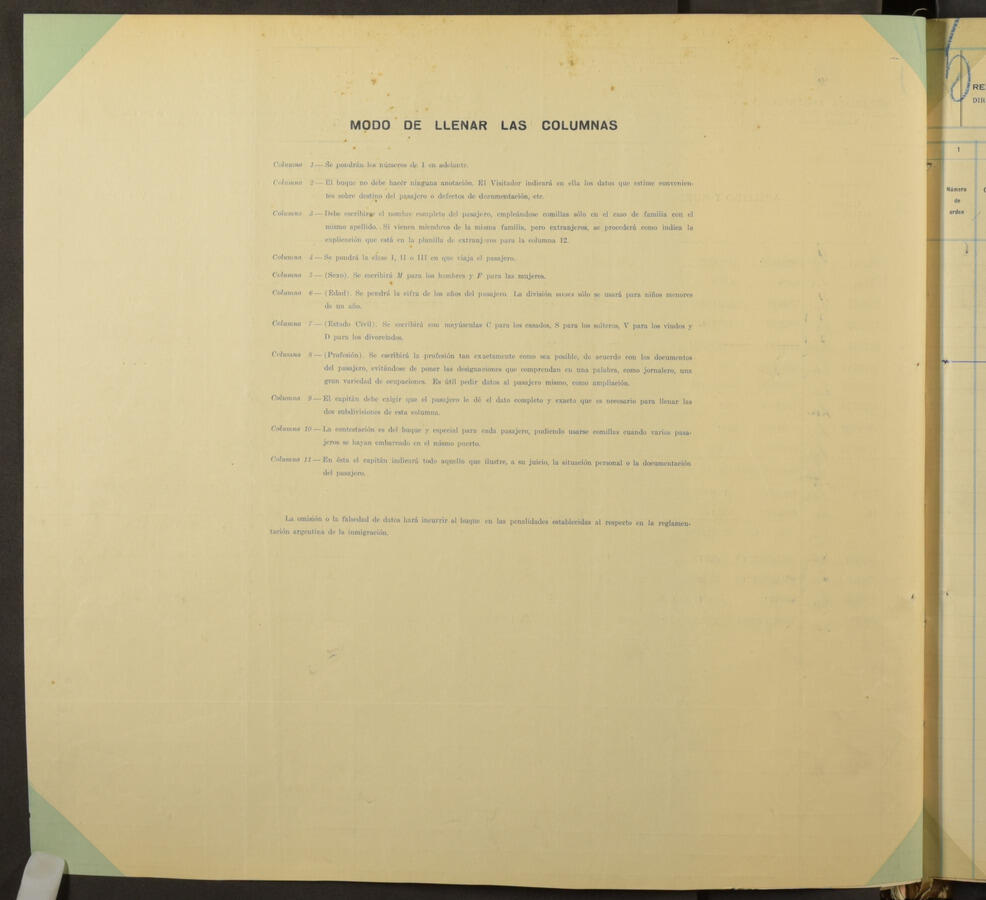 MODO DE LLENAR LAS COLUMNAS
Columna 1 — Se pondrán los números de 1 en adelante.
Columna 2 — El buque no debe hacer ninguna anotación. El Visitador indicará en ella los datos que estime convenien-
tes sobre destino del pasajero o defectos de documentación, etc.
Columna 3 — Debe escribirse el nombre completo del pasajero, empleándose comillas sólo en el caso de familia con el
mismo apellido. Si vienen miembros de la misma familia, pero extranjeros, se procederá como indica la
explicación que está en la planilla de extranjeros para la columna 12.
Columna 4 — Se pondrá la clase I, II o III en que viaja el pasajero.
Columna 5 — (Sexo). Se escribirá M para los hombres y F para las mujeres.
Columna 6 — (Edad). Se pondrá la cifra de los años del pasajero. La división meses sólo se usará para niños menores
de un año.
Columna 7 — (Estado Civil). Se escribirá con mayúsculas C para los casados, S para los solteros, V para los viudos y
D para los divorciados.
Columna 8 — (Profesión). Se escribirá la profesión tan exactamente como sea posible, de acuerdo con los documentos
del pasajero, evitándose de poner las designaciones que comprendan en una palabra, como jornalero, una
gran variedad de ocupaciones. Es útil pedir datos al pasajero mismo, como ampliación.
Columna 9 — El capitán debe exigir que el pasajero le dé el dato completo y exacto que es necesario para llenar las
dos subdivisiones de esta columna.
Columna 10 — La contestación es del buque y especial para cada pasajero, pudiendo usarse comillas cuando varios pasa-
jeros se hayan embarcado en el mismo puerto.
Columna 11 — En ésta el capitán indicará todo aquello que ilustre, a su juicio, la situación personal o la documentación
del pasajero.
La omisión o la falsedad de datos hará incurrir al buque en las penalidades establecidas al respecto en la reglamen-
tación argentina de la inmigración.
RE
DIR
1
Número
de
orden